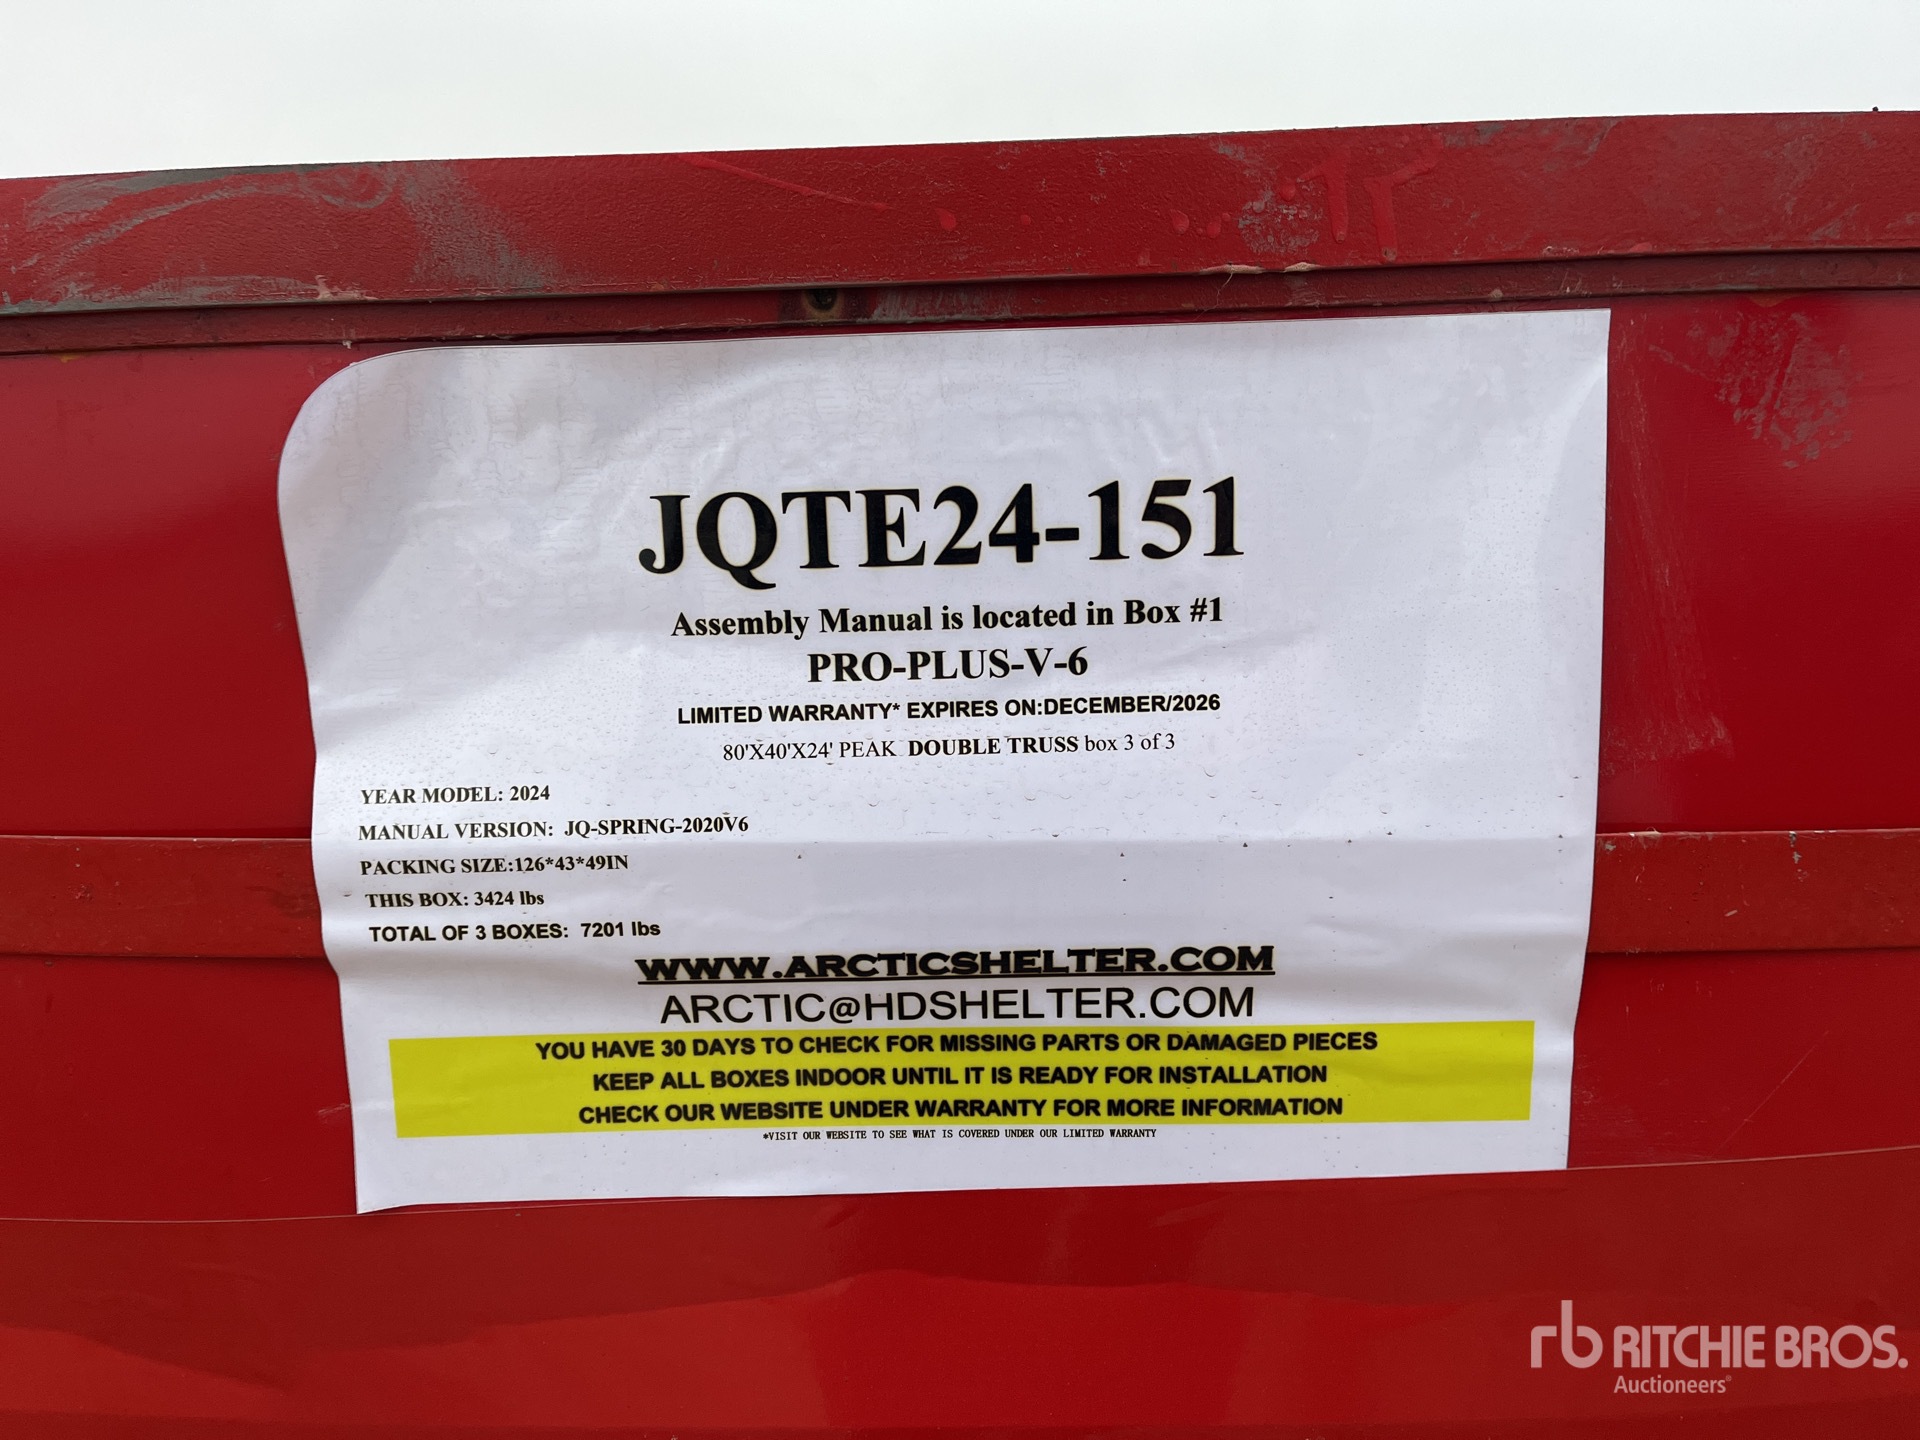 JQTE24-151
Assembly Manual is located in Box #1
PRO-PLUS-V-6
LIMITED WARRANTY* EXPIRES ON:DECEMBER/2026
80'X40'X24' PEAK DOUBLE TRUSS box 3 of 3
YEAR MODEL: 2024
MANUAL VERSION: JQ-SPRING-2020V6
PACKING SIZE:126*43*49IN
THIS BOX: 3424 lbs
TOTAL OF 3 BOXES: 7201 lbs
WWW.ARCTICSHELTER.COM
ARCTIC@HDSHELTER.COM
YOU HAVE 30 DAYS TO CHECK FOR MISSING PARTS OR DAMAGED PIECES
KEEP ALL BOXES INDOOR UNTIL IT IS READY FOR INSTALLATION
CHECK OUR WEBSITE UNDER WARRANTY FOR MORE INFORMATION
*VISIT OUR WEBSITE TO SEE WHAT IS COVERED UNDER OUR LIMITED WARRANTY
rb RITCHIE BROS.
Auctioneers®